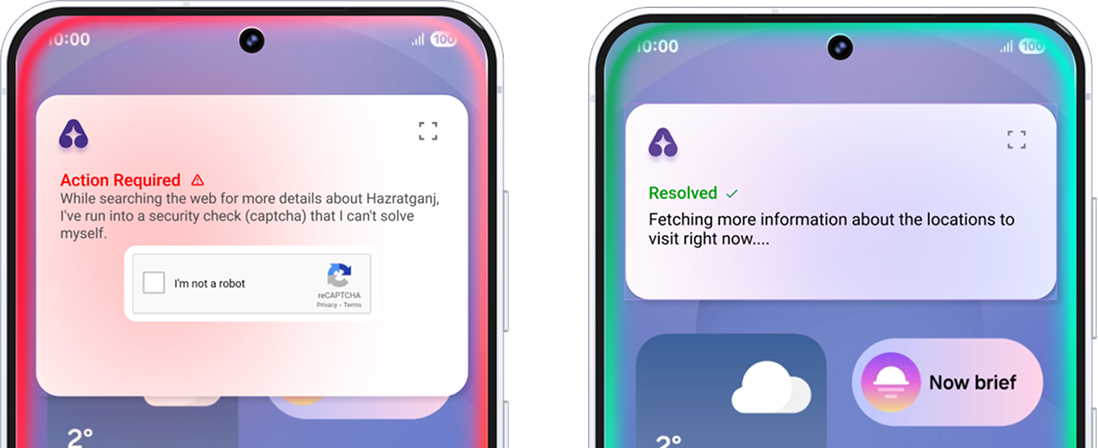 10:00
100
Action Required
While searching the web for more details about Hazratganj,
I've run into a security check (captcha) that I can't solve
myself.
I'm not a robot
reCAPTCHA
Privacy - Terms
2°
10:00
100
Resolved
Fetching more information about the locations to
visit right now....
Now brief
2°